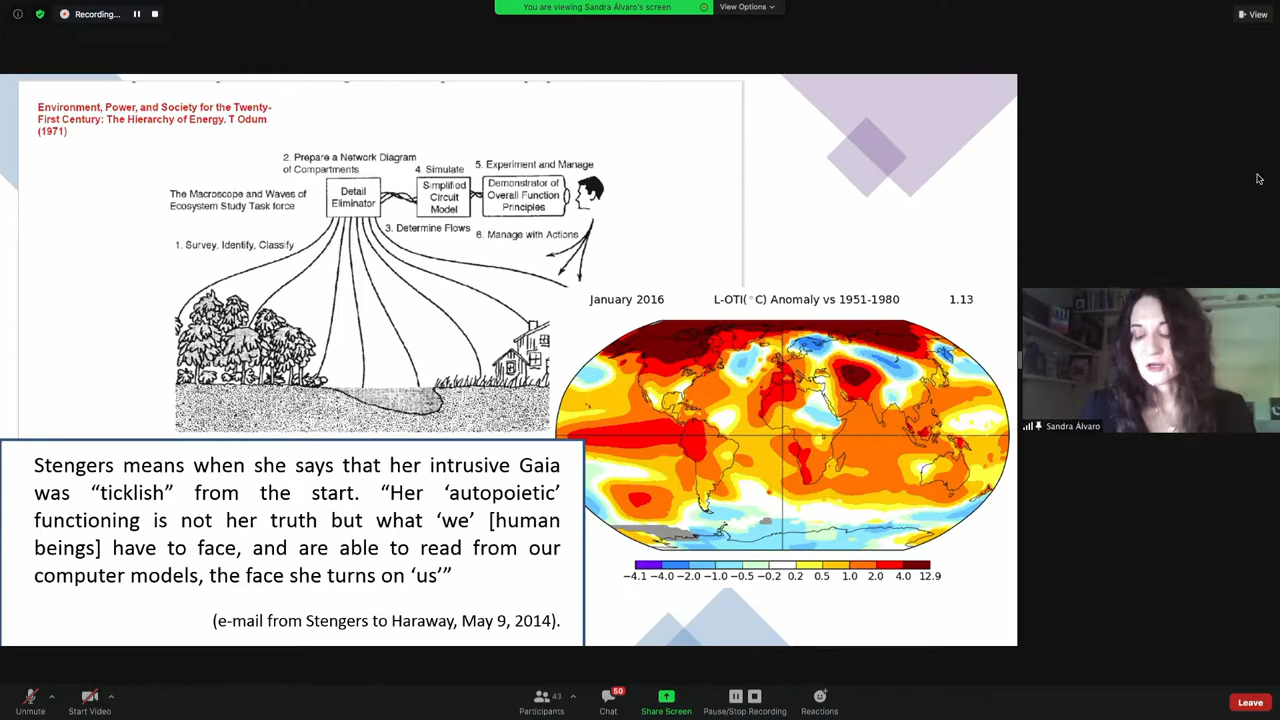 Recording...
You are viewing Sandra Álvaro's screen
View Options
View
Environment, Power, and Society for the Twenty-
First Century: The Hierarchy of Energy. T Odum
(1971)
2. Prepare a Network Diagram
of Compartments
4. Simulate
5. Experiment and Manage
The Macroscope and Waves of
Ecosystem Study Task force
Detail
Eliminator
Simplified
Circuit
Model
Demonstrator of
Overall Function
Principles
3. Determine Flows
6. Manage with Actions
1. Survey, Identify, Classify
January 2016 L-OTI(°C) Anomaly vs 1951-1980 1.13
−4.1 −4.0 −2.0 −1.0 −0.5 −0.2 0.2 0.5 1.0 2.0 4.0 12.9
Stengers means when she says that her intrusive Gaia
was “ticklish” from the start. “Her ‘autopoietic’
functioning is not her truth but what ‘we’ [human
beings] have to face, and are able to read from our
computer models, the face she turns on ‘us’”
(e-mail from Stengers to Haraway, May 9, 2014).
Sandra Álvaro
Unmute
Start Video
43
Participants
50
Chat
Share Screen
Pause/Stop Recording
Reactions
Leave